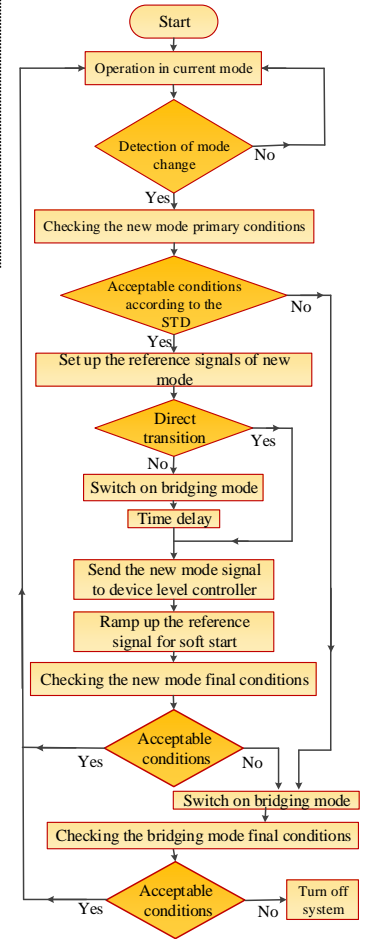 Start
Operation in current mode
Detection of mode
change
No
Yes
Checking the new mode primary conditions
Acceptable conditions
according to the
STD
No
Yes
Set up the reference signals of new
mode
Direct
transition
Yes
No
Switch on bridging mode
Time delay
Send the new mode signal
to device level controller
Ramp up the reference
signal for soft start
Checking the new mode final conditions
Acceptable
conditions
Yes
No
Switch on bridging mode
Checking the bridging mode final conditions
Acceptable
conditions
Yes
No
Turn off
system